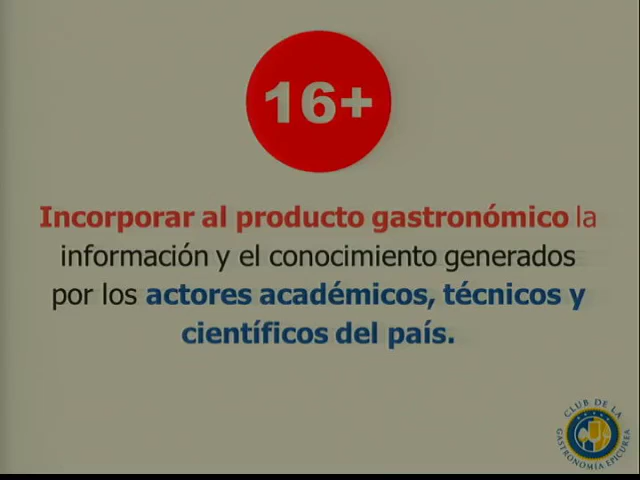 16+
Incorporar al producto gastronómico la
información y el conocimiento generados
por los actores académicos, técnicos y
científicos del país.
CLUB DE LA
GASTRONOMÍA EPICUREA